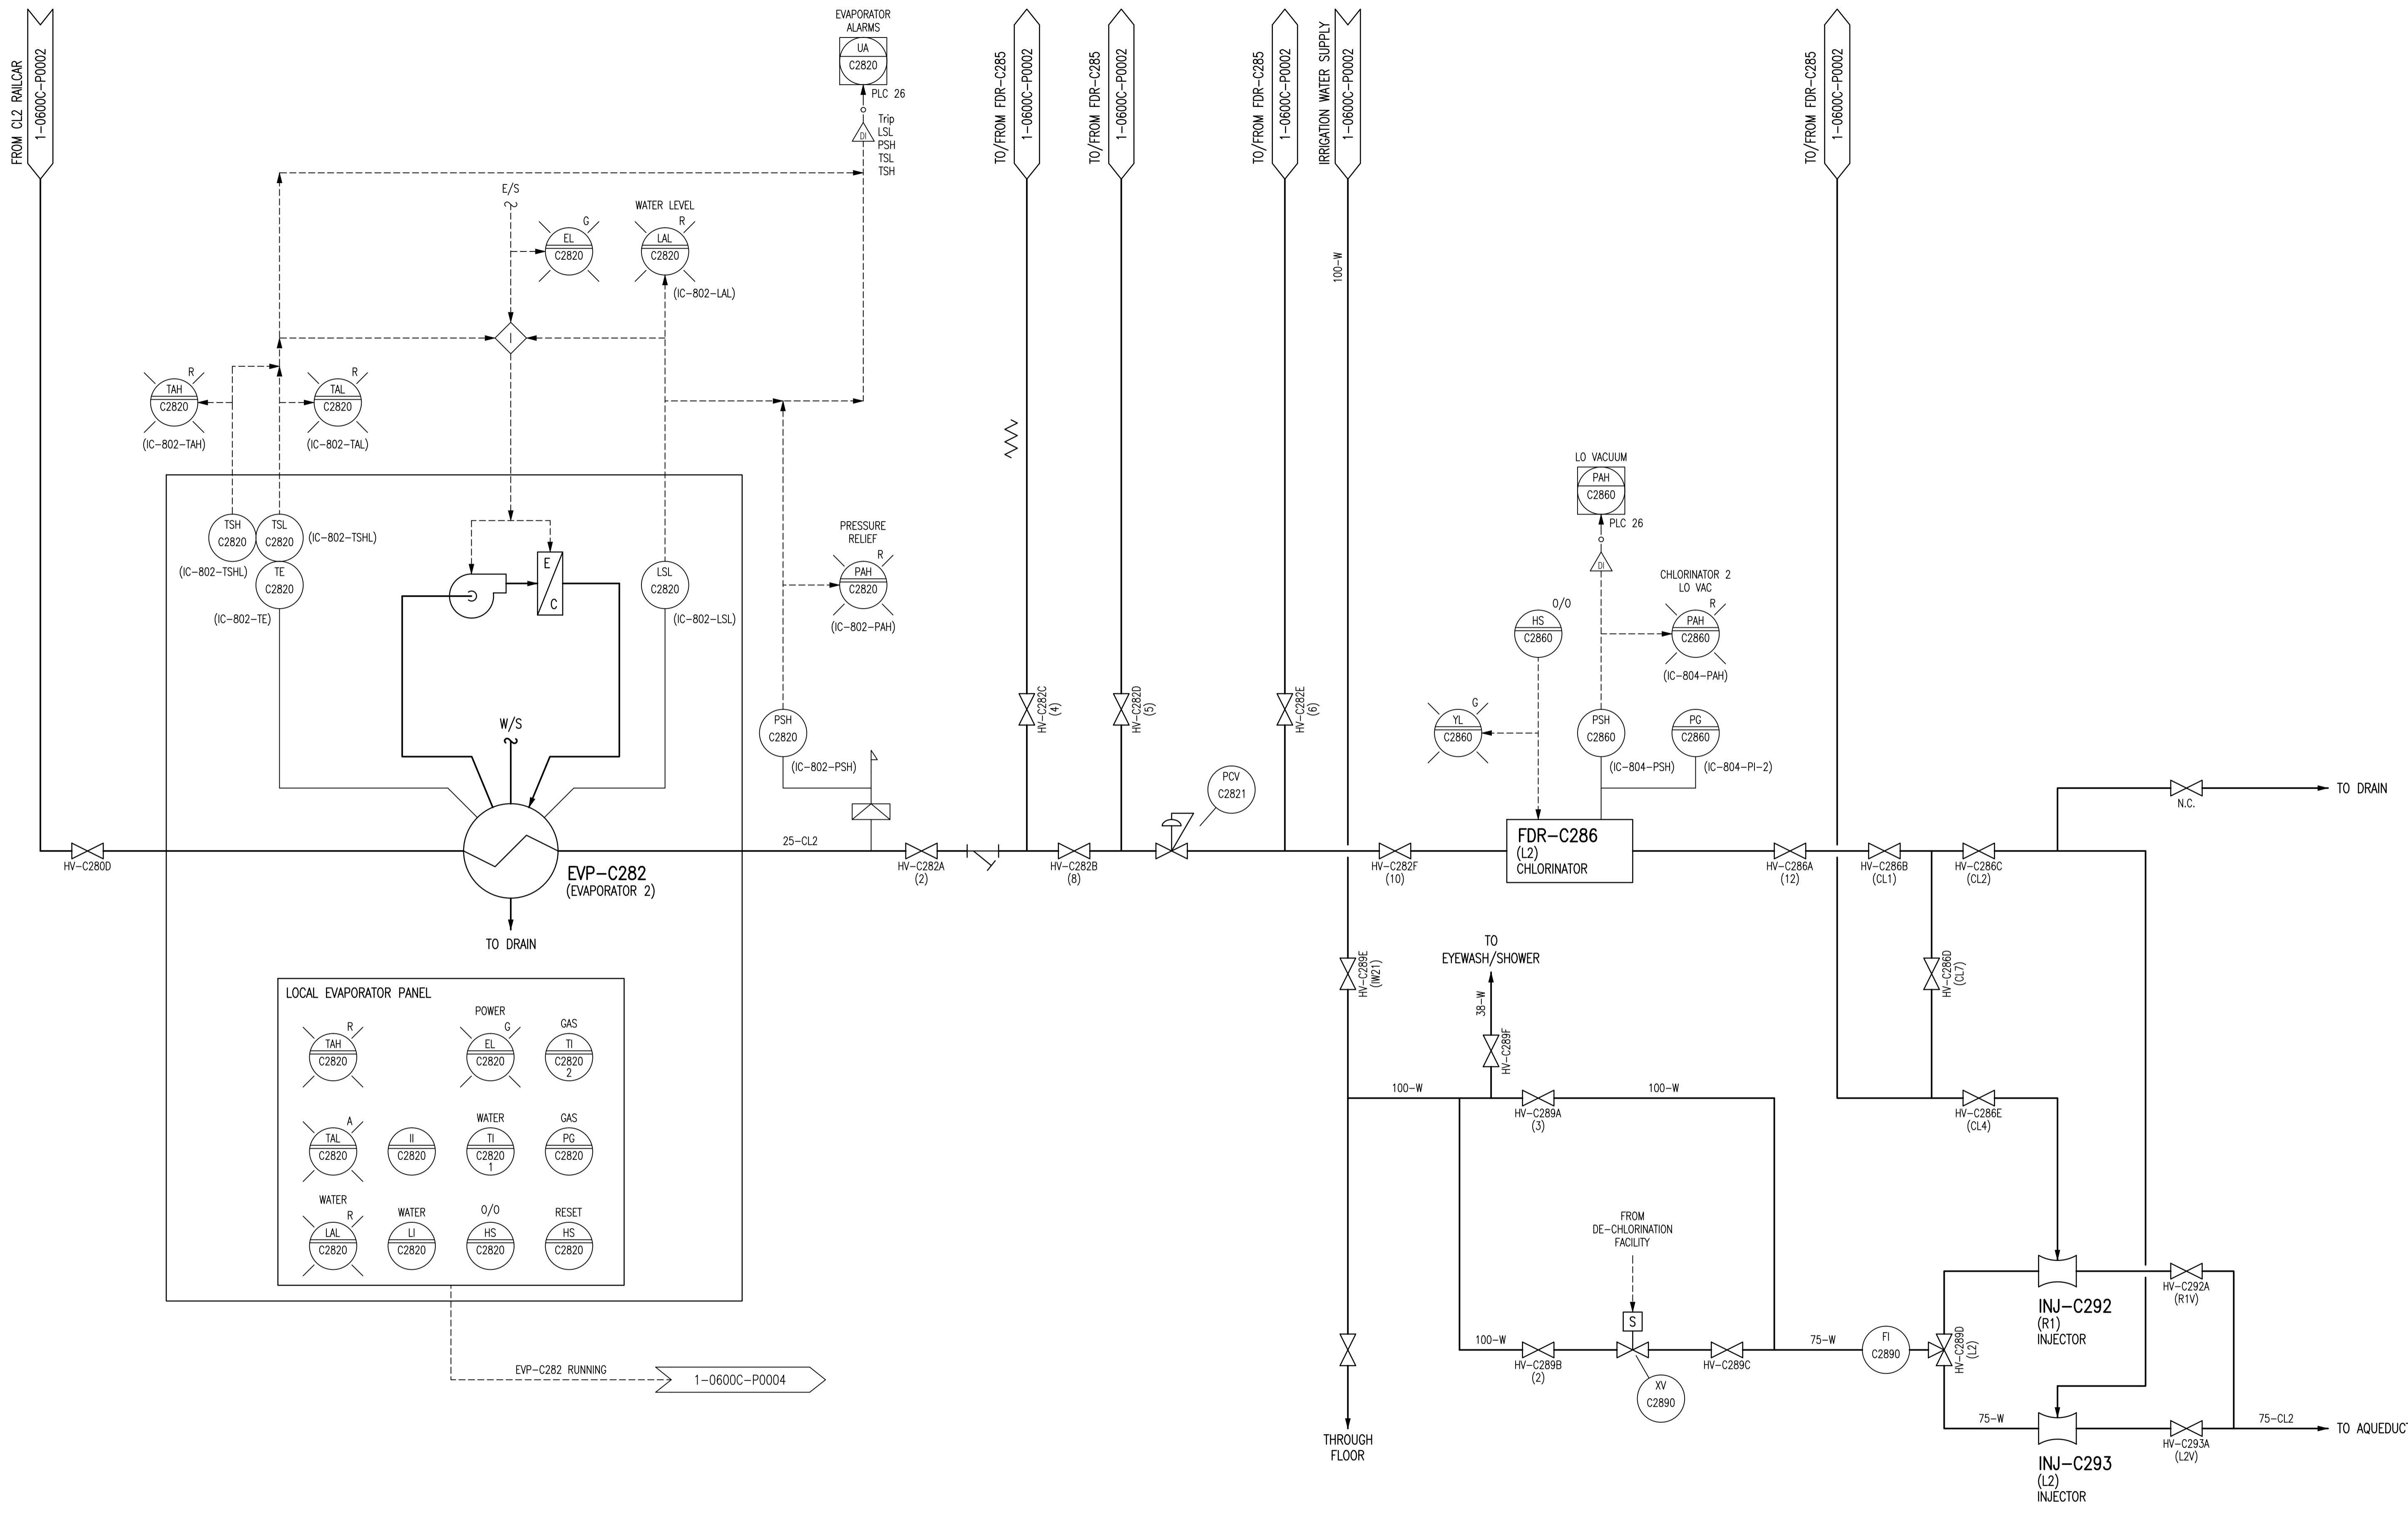 FROM CL2 RAILCAR
1-0600C-P0002
EVAPORATOR
ALARMS
UA
C2820
PLC 26
DI
Trip
LSL
PSH
TSL
TSH
TO/FROM FDR-C285
1-0600C-P0002
TO/FROM FDR-C285
1-0600C-P0002
TO/FROM FDR-C285
1-0600C-P0002
IRRIGATION WATER SUPPLY
1-0600C-P0002
TO/FROM FDR-C285
1-0600C-P0002
E/S
G
EL
C2820
WATER LEVEL
R
LAL
C2820
(IC-802-LAL)
100-W
I
R
TAH
C2820
(IC-802-TAH)
R
TAL
C2820
(IC-802-TAL)
TSH
C2820
(IC-802-TSHL)
TSL
C2820
(IC-802-TSHL)
TE
C2820
(IC-802-TE)
E
C
LSL
C2820
(IC-802-LSL)
PRESSURE
RELIEF
R
PAH
C2820
(IC-802-PAH)
W/S
PSH
C2820
(IC-802-PSH)
HV-C282C
(4)
HV-C282D
(5)
HV-C282E
(6)
PCV
C2821
LO VACUUM
PAH
C2860
PLC 26
DI
O/O
HS
C2860
CHLORINATOR 2
LO VAC
R
PAH
C2860
(IC-804-PAH)
G
YL
C2860
PSH
C2860
(IC-804-PSH)
PG
C2860
(IC-804-PI-2)
N.C.
TO DRAIN
HV-C280D
EVP-C282
(EVAPORATOR 2)
TO DRAIN
25-CL2
HV-C282A
(2)
HV-C282B
(8)
HV-C282F
(10)
FDR-C286
(L2)
CHLORINATOR
HV-C286A
(12)
HV-C286B
(CL1)
HV-C286C
(CL2)
HV-C289E
(IW21)
TO
EYEWASH/SHOWER
38-W
HV-C289F
HV-C286D
(CL7)
LOCAL EVAPORATOR PANEL
R
TAH
C2820
POWER
G
EL
C2820
GAS
TI
C2820
2
A
TAL
C2820
II
C2820
WATER
TI
C2820
1
GAS
PG
C2820
WATER
R
LAL
C2820
WATER
LI
C2820
O/O
HS
C2820
RESET
HS
C2820
100-W
HV-C289A
(3)
100-W
HV-C286E
(CL4)
FROM
DE-CHLORINATION
FACILITY
S
100-W
HV-C289B
(2)
XV
C2890
HV-C289C
75-W
FI
C2890
HV-C289D
(L2)
INJ-C292
(R1)
INJECTOR
HV-C292A
(R1V)
EVP-C282 RUNNING
1-0600C-P0004
THROUGH
FLOOR
75-W
INJ-C293
(L2)
INJECTOR
HV-C293A
(L2V)
75-CL2
TO AQUEDUCT